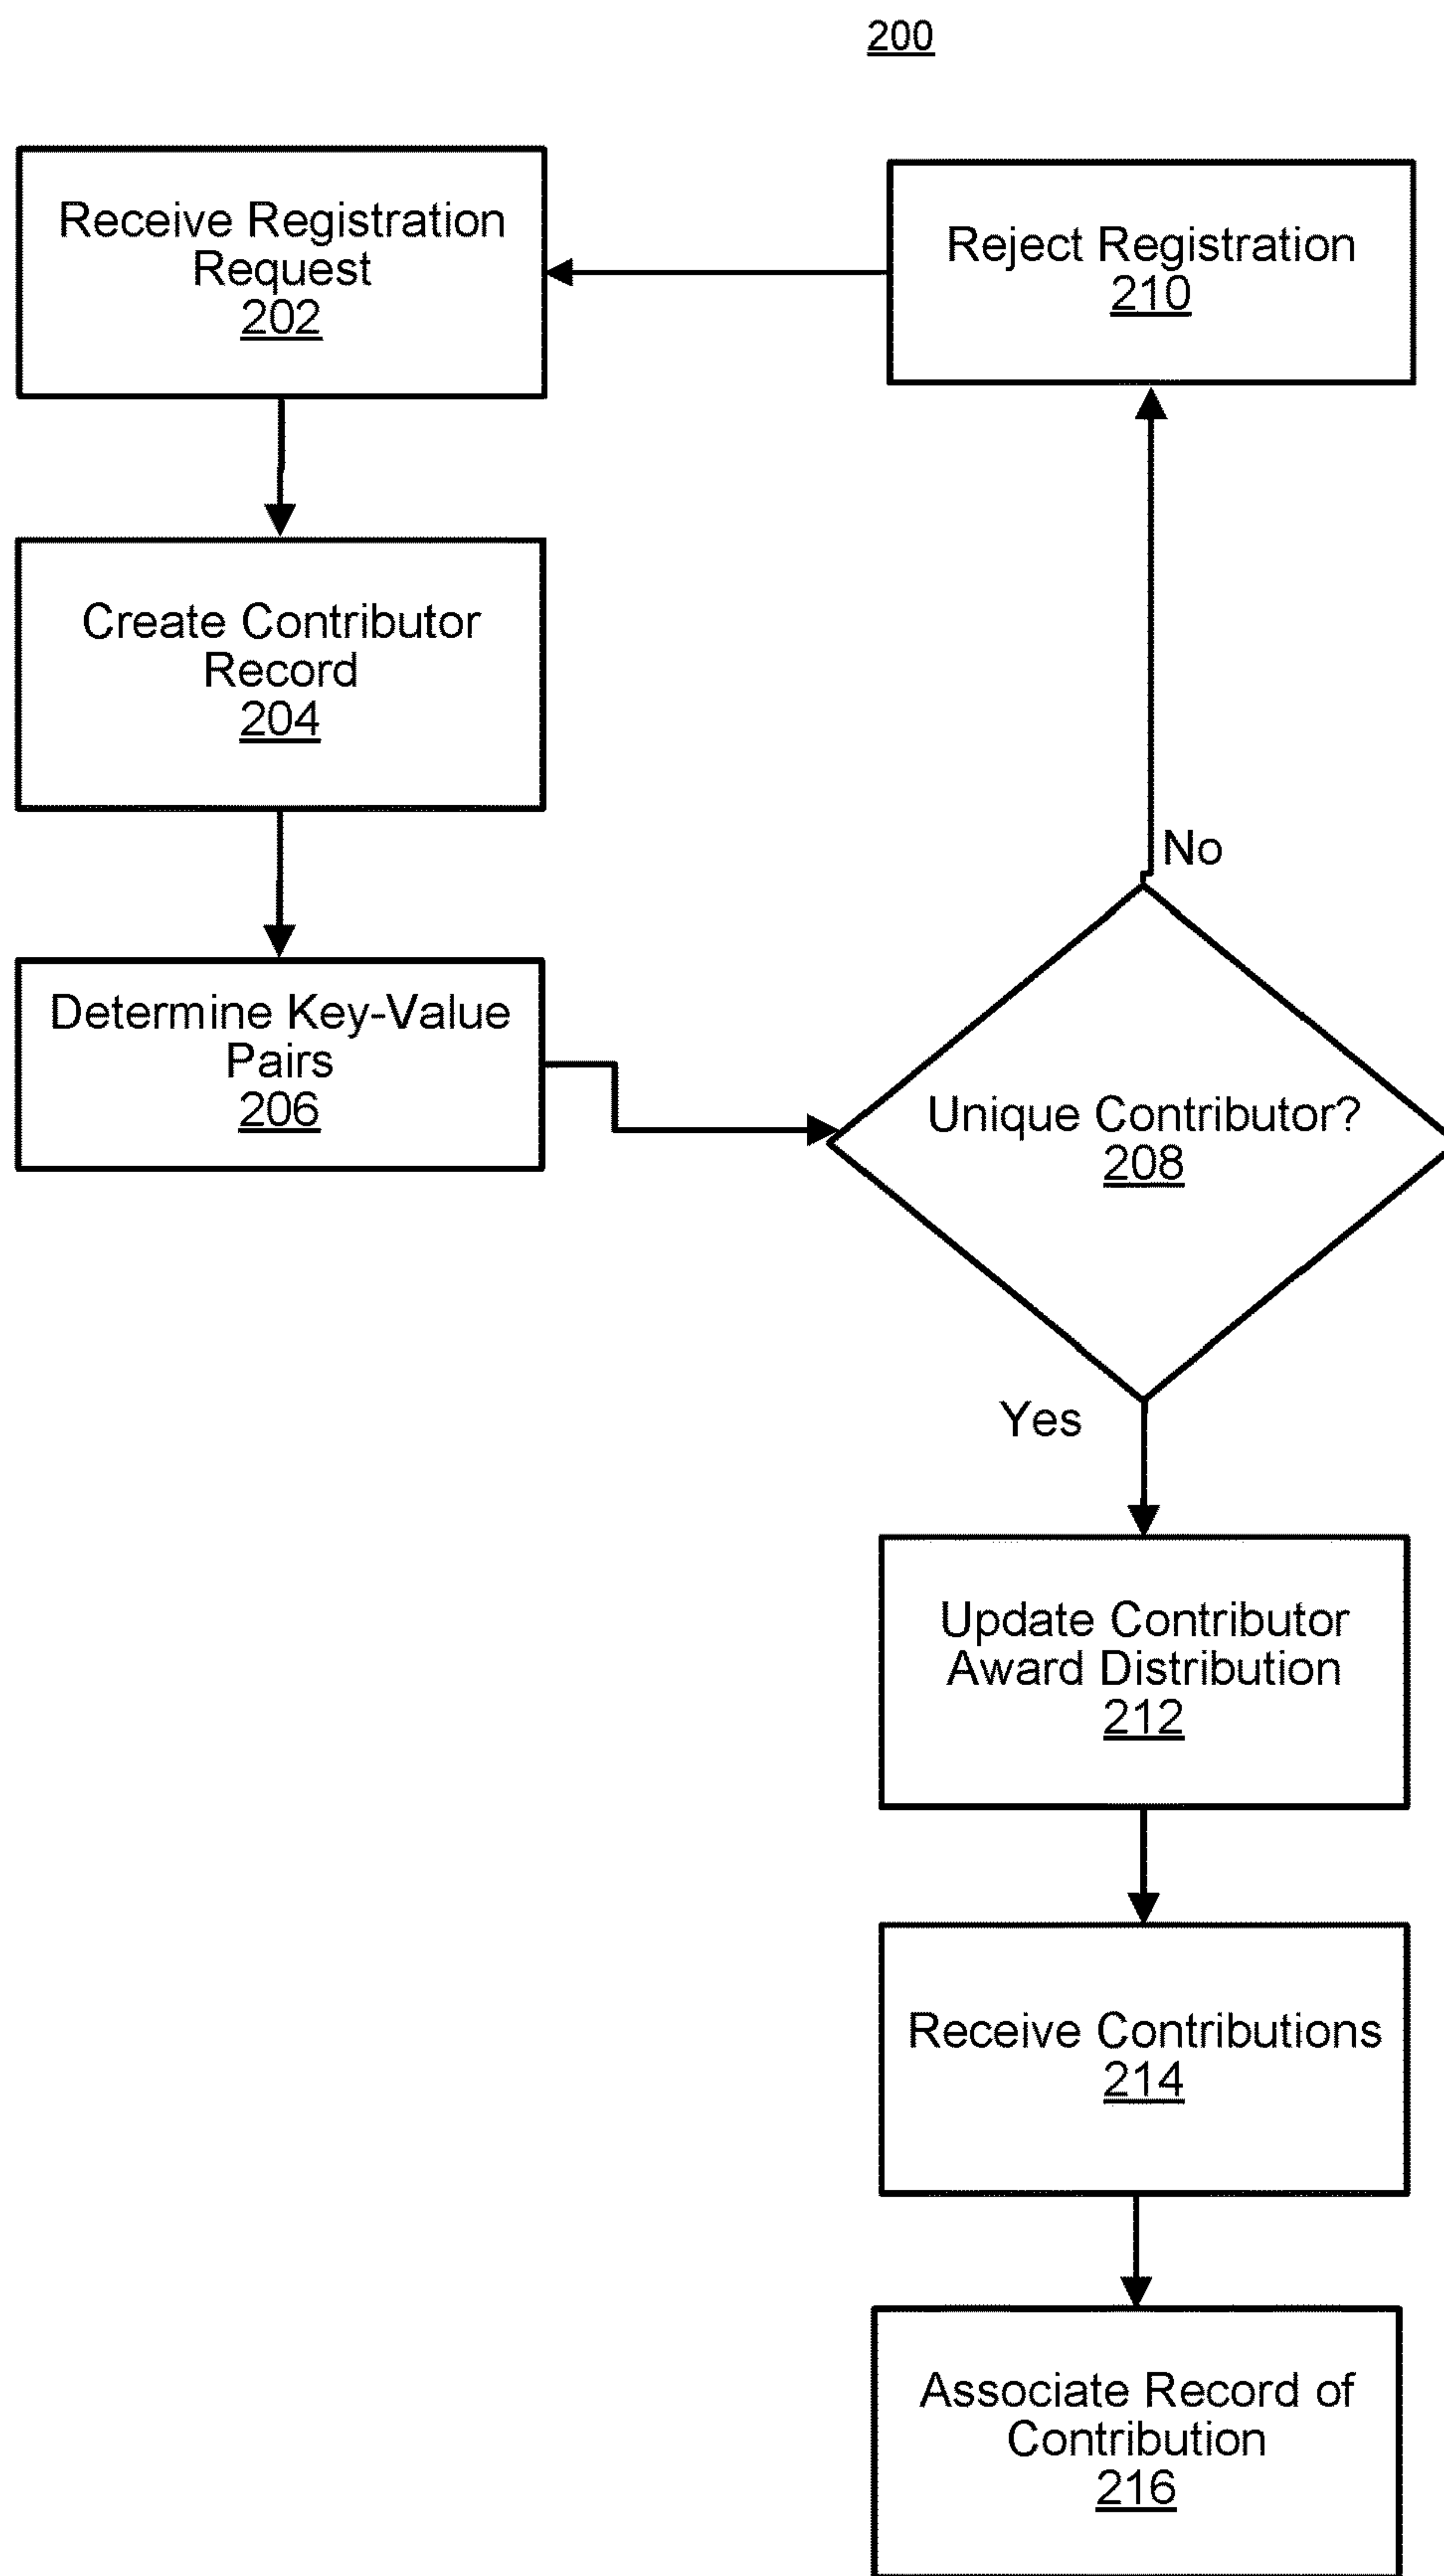 200
Receive Registration
Request
202
Reject Registration
210
Create Contributor
Record
204
No
Determine Key-Value
Pairs
206
Unique Contributor?
208
Yes
Update Contributor
Award Distribution
212
Receive Contributions
214
Associate Record of
Contribution
216